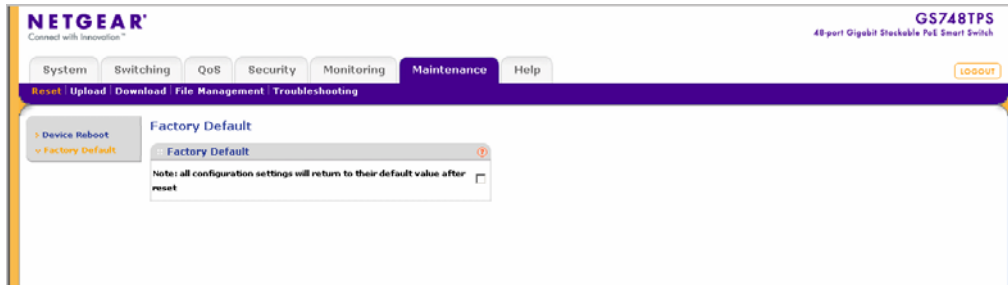 NETGEAR
Connect with Innovation™
GS748TPS
48-port Gigabit Stackable PoE Smart Switch
System Switching QoS Security Monitoring Maintenance Help
LOGOUT
Reset Upload Download File Management Troubleshooting
Device Reboot
Factory Default
Factory Default
Factory Default
Note: all configuration settings will return to their default value after
reset